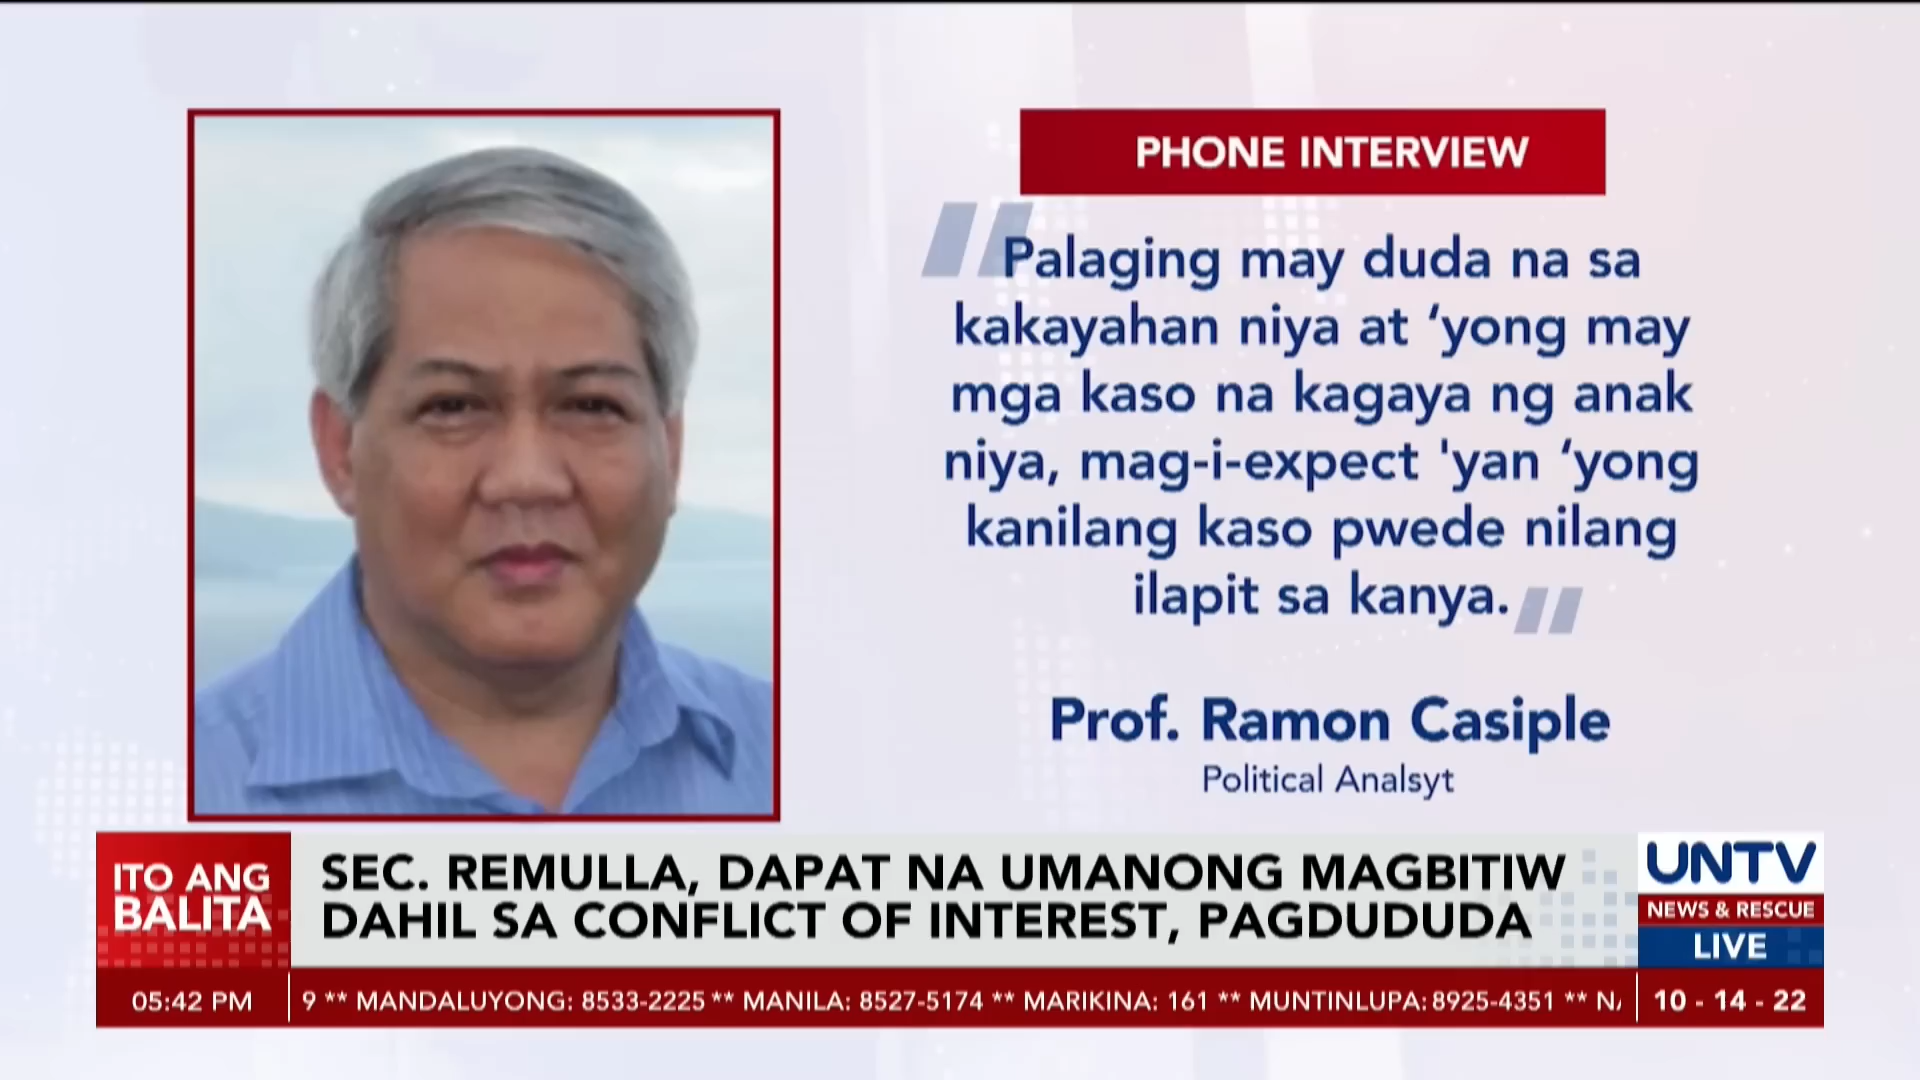 PHONE INTERVIEW
Palaging may duda na sa
kakayahan niya at ‘yong may
mga kaso na kagaya ng anak
niya, mag-i-expect 'yan ‘yong
kanilang kaso pwede nilang
ilapit sa kanya.
Prof. Ramon Casiple
Political Analsyt
ITO ANG
BALITA
SEC. REMULLA, DAPAT NA UMANONG MAGBITIW
DAHIL SA CONFLICT OF INTEREST, PAGDUDUDA
UNTV
NEWS & RESCUE
LIVE
05:42 PM
9 ** MANDALUYONG: 8533-2225 ** MANILA: 8527-5174 ** MARIKINA: 161 ** MUNTINLUPA: 8925-4351 ** NA
10 - 14 - 22